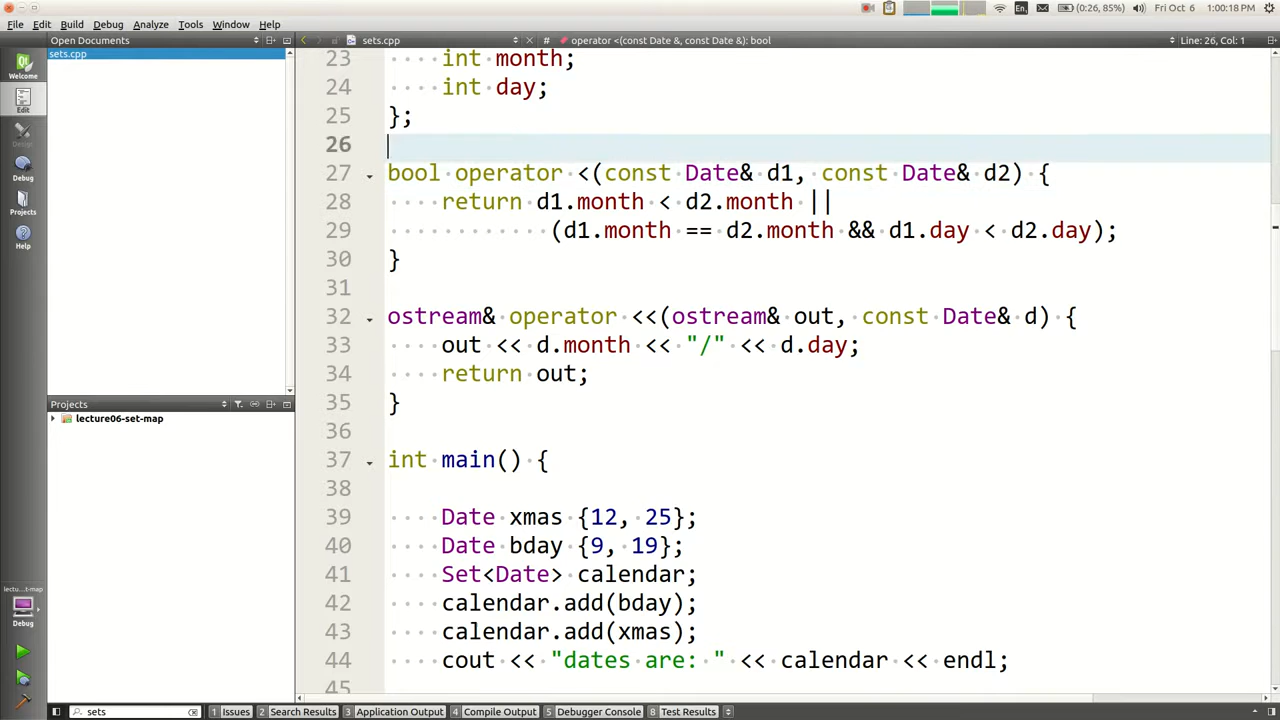 (0:26, 85%) Fri Oct 6 1:00:18 PM
File Edit Build Debug Analyze Tools Window Help
Open Documents
sets.cpp # operator <(const Date &, const Date &): bool Line: 26, Col: 1
sets.cpp
Welcome
Edit
Design
Debug
Projects
Help
Projects
lecture06-set-map
23 int month;
24 int day;
25 };
26
27 bool operator <(const Date& d1, const Date& d2) {
28 return d1.month < d2.month ||
29 (d1.month == d2.month && d1.day < d2.day);
30 }
31
32 ostream& operator <<(ostream& out, const Date& d) {
33 out << d.month << "/" << d.day;
34 return out;
35 }
36
37 int main() {
38
39 Date xmas {12, 25};
40 Date bday {9, 19};
41 Set<Date> calendar;
42 calendar.add(bday);
43 calendar.add(xmas);
44 cout << "dates are: " << calendar << endl;
45
lectu...t-map
Debug
sets 1 Issues 2 Search Results 3 Application Output 4 Compile Output 5 Debugger Console 8 Test Results